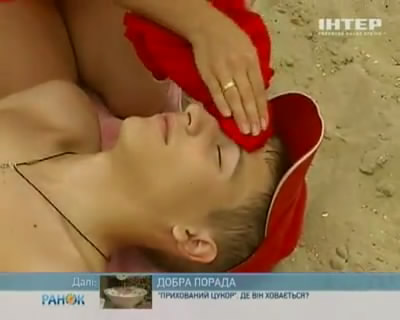 ІНТЕР
Далі:
ДОБРА ПОРАДА
РАНОК
"ПРИХОВАНИЙ ЦУКОР". ДЕ ВІН ХОВАЄТЬСЯ?